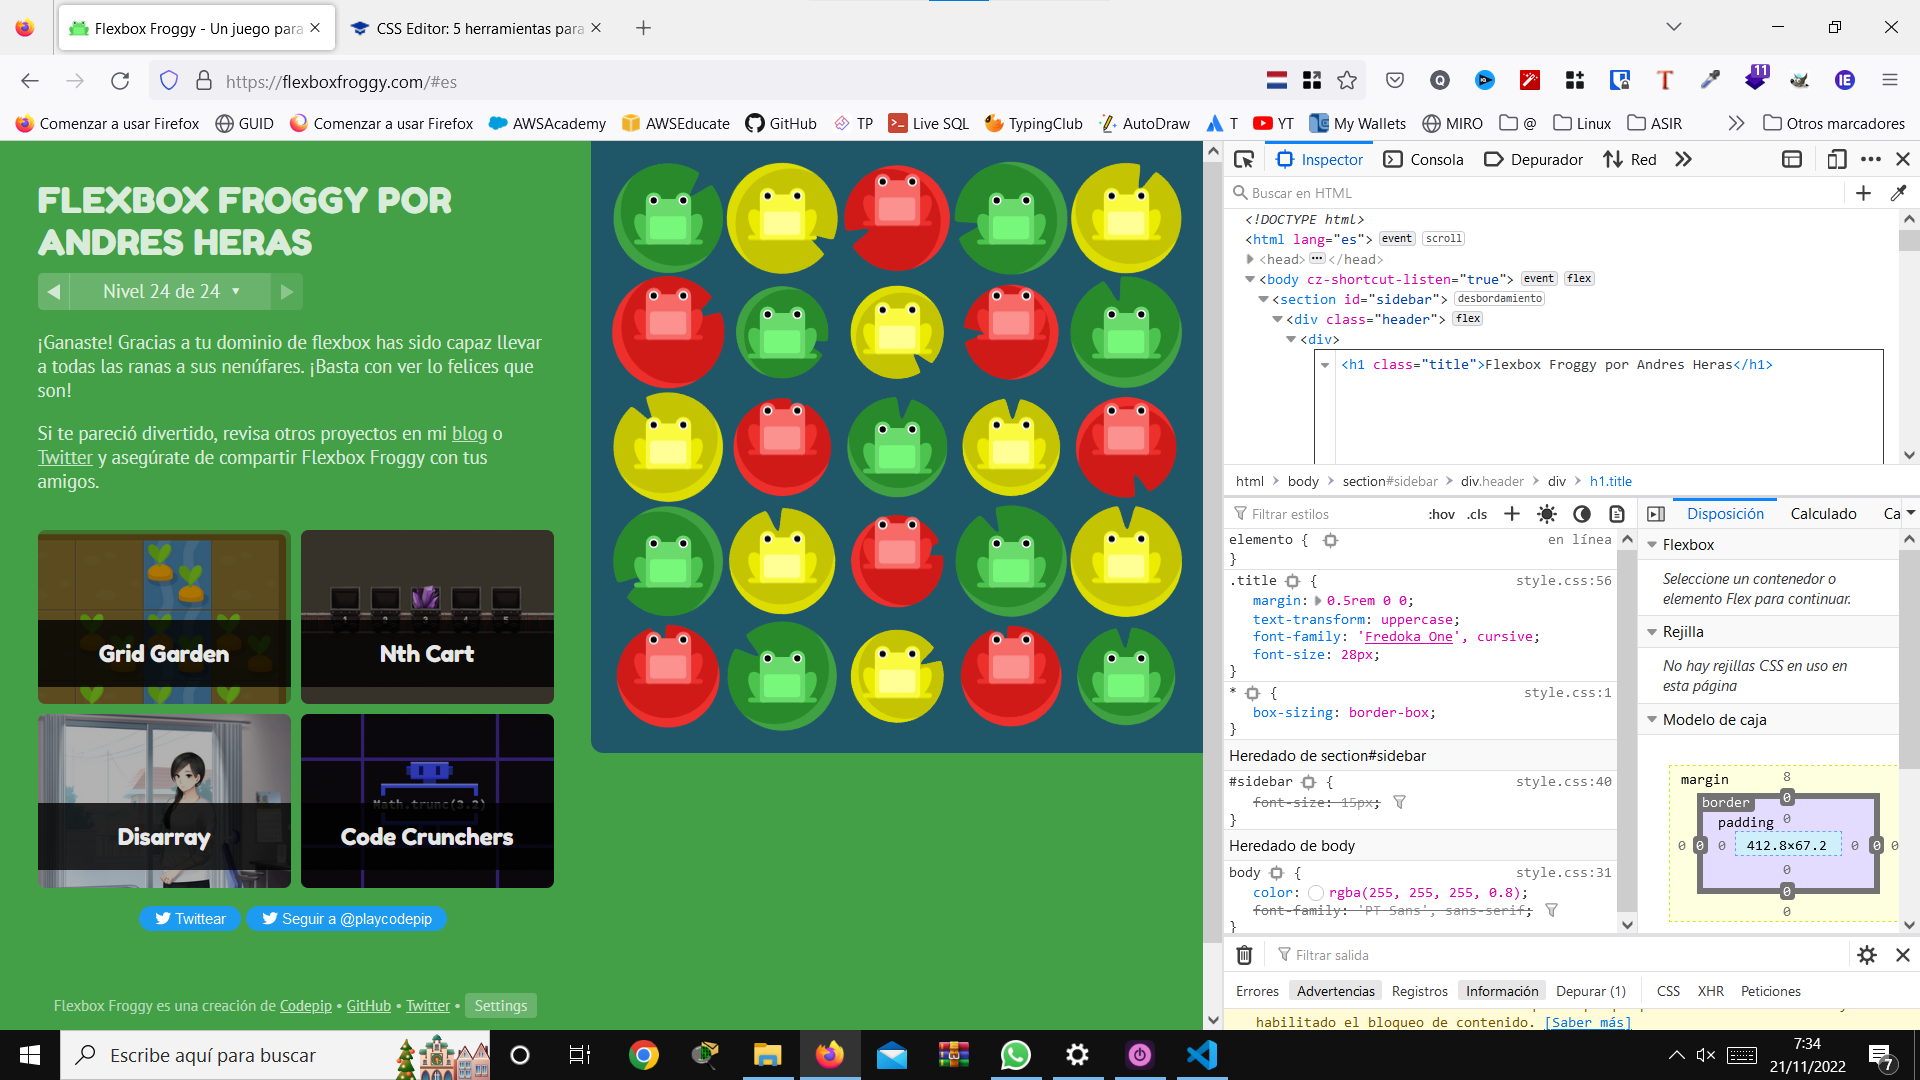 Flexbox Froggy - Un juego para
CSS Editor: 5 herramientas para
https://flexboxfroggy.com/#es
11
IE
Comenzar a usar Firefox
GUID
Comenzar a usar Firefox
AWSAcademy
AWSEducate
GitHub
TP
Live SQL
TypingClub
AutoDraw
T
YT
My Wallets
MIRO
@
Linux
ASIR
Otros marcadores
FLEXBOX FROGGY POR
ANDRES HERAS
Nivel 24 de 24
¡Ganaste! Gracias a tu dominio de flexbox has sido capaz llevar
a todas las ranas a sus nenúfares. ¡Basta con ver lo felices que
son!
Si te pareció divertido, revisa otros proyectos en mi blog o
Twitter y asegúrate de compartir Flexbox Froggy con tus
amigos.
1 2 3 4 5
Grid Garden
Nth Cart
Math.trunc(3.2)
Disarray
Code Crunchers
Twittear
Seguir a @playcodepip
Flexbox Froggy es una creación de Codepip • GitHub • Twitter • Settings
Inspector
Consola
Depurador
Red
Buscar en HTML
<!DOCTYPE html>
<html lang="es"> event scroll
<head> ••• </head>
<body cz-shortcut-listen="true"> event flex
<section id="sidebar"> desbordamiento
<div class="header"> flex
<div>
<h1 class="title">Flexbox Froggy por Andres Heras</h1>
html > body > section#sidebar > div.header > div > h1.title
Filtrar estilos
:hov .cls
elemento { en línea
}
.title { style.css:56
margin: 0.5rem 0 0;
text-transform: uppercase;
font-family: 'Fredoka One', cursive;
font-size: 28px;
}
* { style.css:1
box-sizing: border-box;
}
Heredado de section#sidebar
#sidebar { style.css:40
font-size: 15px;
}
Heredado de body
body { style.css:31
color: rgba(255, 255, 255, 0.8);
font-family: 'PT Sans', sans-serif;
}
Disposición
Calculado
Ca
Flexbox
Seleccione un contenedor o
elemento Flex para continuar.
Rejilla
No hay rejillas CSS en uso en
esta página
Modelo de caja
margin 8
border 0
padding 0
0 0 0 412.8×67.2 0 0 0
0
0
0
Filtrar salida
Errores
Advertencias
Registros
Información
Depurar (1)
CSS
XHR
Peticiones
habilitado el bloqueo de contenido. [Saber más]
Escribe aquí para buscar
7:34
21/11/2022
7